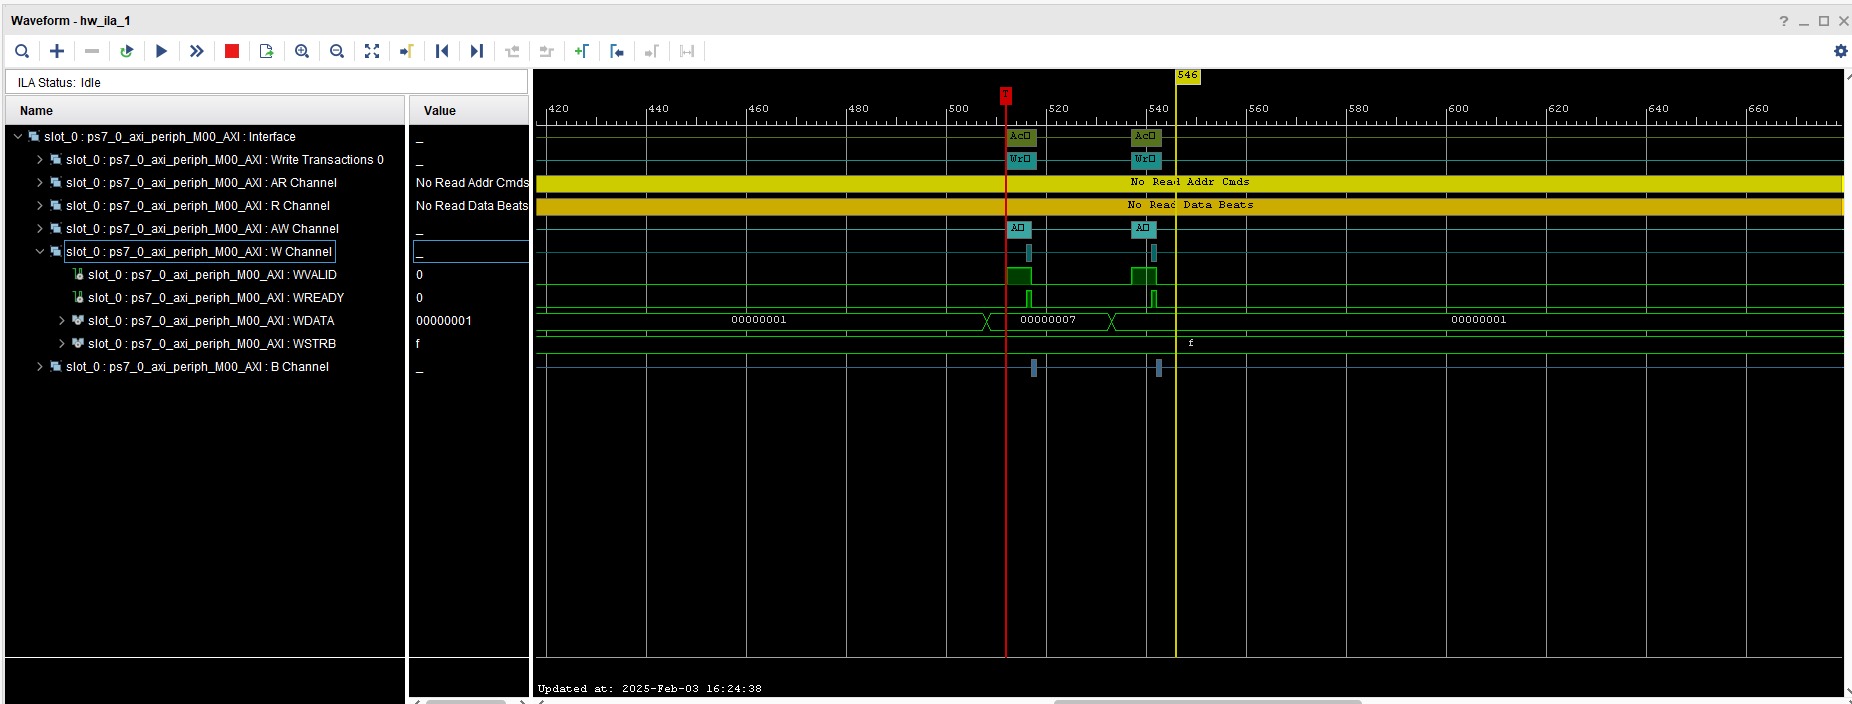 Waveform - hw_ila_1
ILA Status: Idle
Name Value
slot_0 : ps7_0_axi_periph_M00_AXI : Interface _
slot_0 : ps7_0_axi_periph_M00_AXI : Write Transactions 0 _
slot_0 : ps7_0_axi_periph_M00_AXI : AR Channel No Read Addr Cmds
slot_0 : ps7_0_axi_periph_M00_AXI : R Channel No Read Data Beats
slot_0 : ps7_0_axi_periph_M00_AXI : AW Channel _
slot_0 : ps7_0_axi_periph_M00_AXI : W Channel _
slot_0 : ps7_0_axi_periph_M00_AXI : WVALID 0
slot_0 : ps7_0_axi_periph_M00_AXI : WREADY 0
slot_0 : ps7_0_axi_periph_M00_AXI : WDATA 00000001
slot_0 : ps7_0_axi_periph_M00_AXI : WSTRB f
slot_0 : ps7_0_axi_periph_M00_AXI : B Channel _
546
T
420 440 460 480 500 520 540 560 580 600 620 640 660
Ac□ Ac□
Wr□ Wr□
No Read Addr Cmds
No Read Data Beats
A□ A□
00000001 00000007 00000001
f
Updated at: 2025-Feb-03 16:24:38